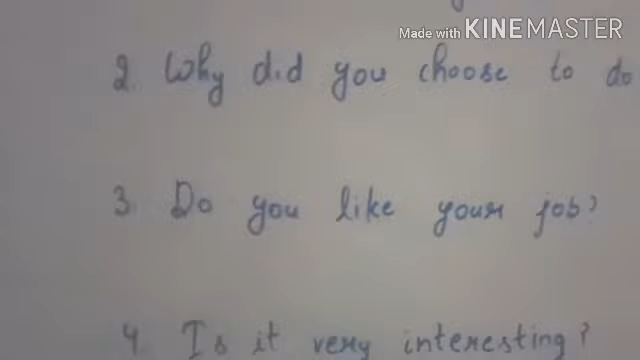 Made with KINEMASTER
2. Why did you choose to do
3. Do you like your job?
4. Is it very interesting?